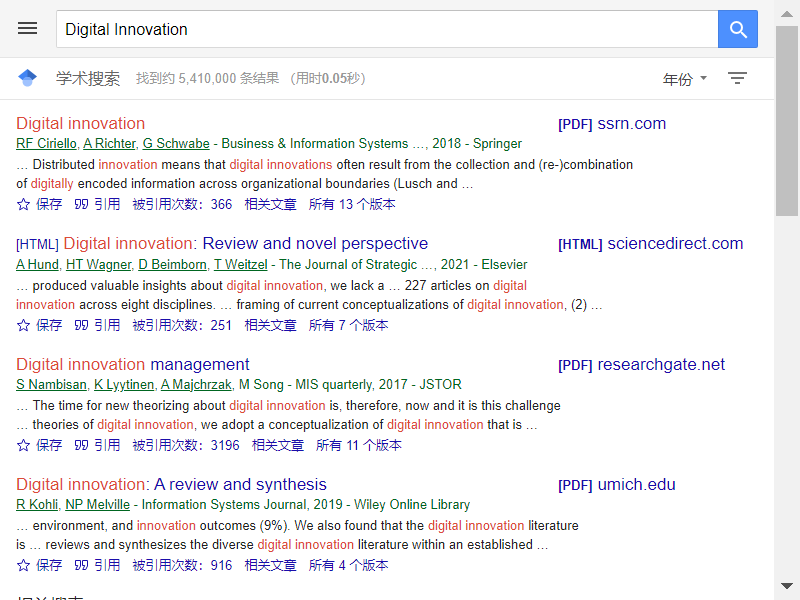 Digital Innovation
学术搜索 找到约 5,410,000 条结果 （用时0.05秒） 年份
Digital innovation [PDF] ssrn.com
RF Ciriello, A Richter, G Schwabe - Business & Information Systems …, 2018 - Springer
… Distributed innovation means that digital innovations often result from the collection and (re-)combination
of digitally encoded information across organizational boundaries (Lusch and …
保存 引用 被引用次数：366 相关文章 所有 13 个版本
[HTML] Digital innovation: Review and novel perspective [HTML] sciencedirect.com
A Hund, HT Wagner, D Beimborn, T Weitzel - The Journal of Strategic …, 2021 - Elsevier
… produced valuable insights about digital innovation, we lack a … 227 articles on digital
innovation across eight disciplines. … framing of current conceptualizations of digital innovation, (2) …
保存 引用 被引用次数：251 相关文章 所有 7 个版本
Digital innovation management [PDF] researchgate.net
S Nambisan, K Lyytinen, A Majchrzak, M Song - MIS quarterly, 2017 - JSTOR
… The time for new theorizing about digital innovation is, therefore, now and it is this challenge
… theories of digital innovation, we adopt a conceptualization of digital innovation that is …
保存 引用 被引用次数：3196 相关文章 所有 11 个版本
Digital innovation: A review and synthesis [PDF] umich.edu
R Kohli, NP Melville - Information Systems Journal, 2019 - Wiley Online Library
… environment, and innovation outcomes (9%). We also found that the digital innovation literature
is … reviews and synthesizes the diverse digital innovation literature within an established …
保存 引用 被引用次数：916 相关文章 所有 4 个版本